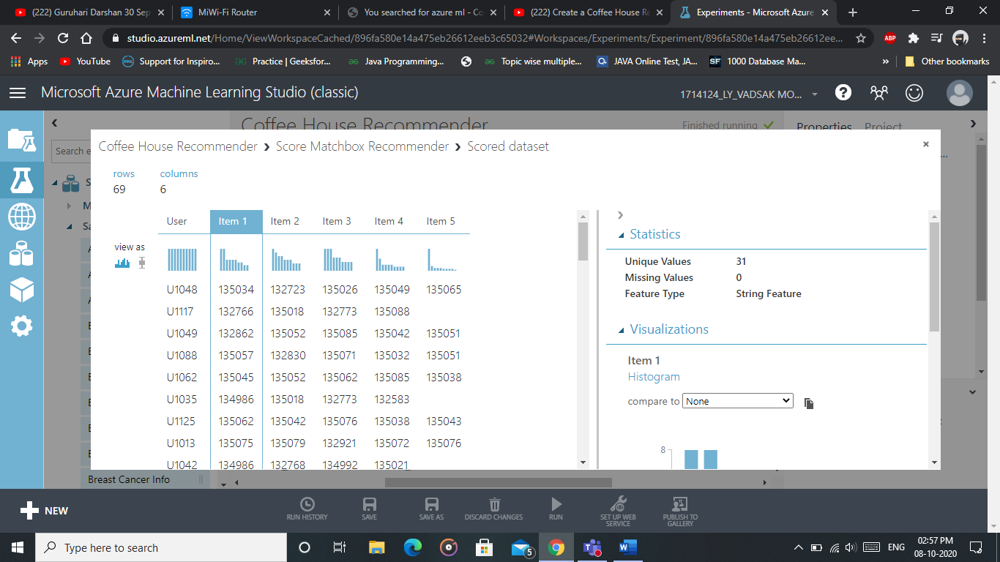 (222) Guruhari Darshan 30 Sep
MiWi-Fi Router
You searched for azure ml - Co
(222) Create a Coffee House Re
Experiments - Microsoft Azure
studio.azureml.net/Home/ViewWorkspaceCached/896fa580e14a475eb26612eeb3c65032#Workspaces/Experiments/Experiment/896fa580e14a475eb26612ee...
ABP
Apps YouTube Support for Inspiro... Practice | Geeksfor... Java Programming... Topic wise multiple... JAVA Online Test, JA... SF 1000 Database Ma... » Other bookmarks
Microsoft Azure Machine Learning Studio (classic)
1714124_LY_VADSAK MO...
Coffee House Recommender
Finished running
Properties Project
Search e
Coffee House Recommender › Score Matchbox Recommender › Scored dataset
rows columns
69 6
User Item 1 Item 2 Item 3 Item 4 Item 5
view as
U1048 135034 132723 135026 135049 135065
U1117 132766 135018 132773 135088
U1049 132862 135052 135085 135042 135051
U1088 135057 132830 135071 135032 135051
U1062 135045 135052 135062 135085 135038
U1035 134986 135018 132773 132583
U1125 135062 135042 135076 135038 135043
U1013 135075 135079 132921 135072 135076
U1042 134986 132768 134992 135021
Statistics
Unique Values 31
Missing Values 0
Feature Type String Feature
Visualizations
Item 1
Histogram
compare to None
8
Breast Cancer Info
NEW
RUN HISTORY
SAVE
SAVE AS
DISCARD CHANGES
RUN
SET UP WEB
SERVICE
PUBLISH TO
GALLERY
Type here to search
5
ENG
02:57 PM
08-10-2020